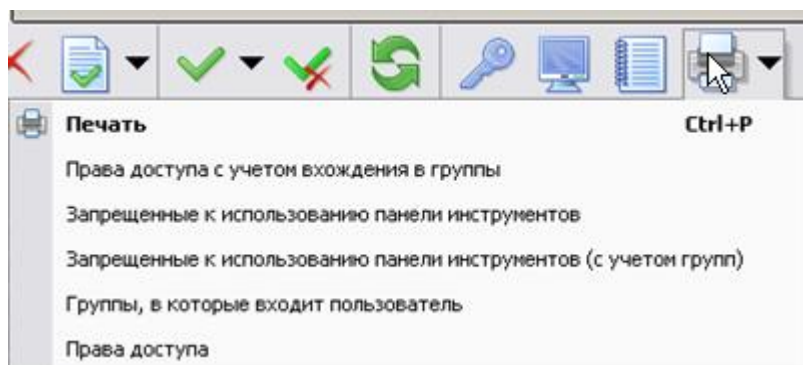 Печать Ctrl+P
Права доступа с учетом вхождения в группы
Запрещенные к использованию панели инструментов
Запрещенные к использованию панели инструментов (с учетом групп)
Группы, в которые входит пользователь
Права доступа